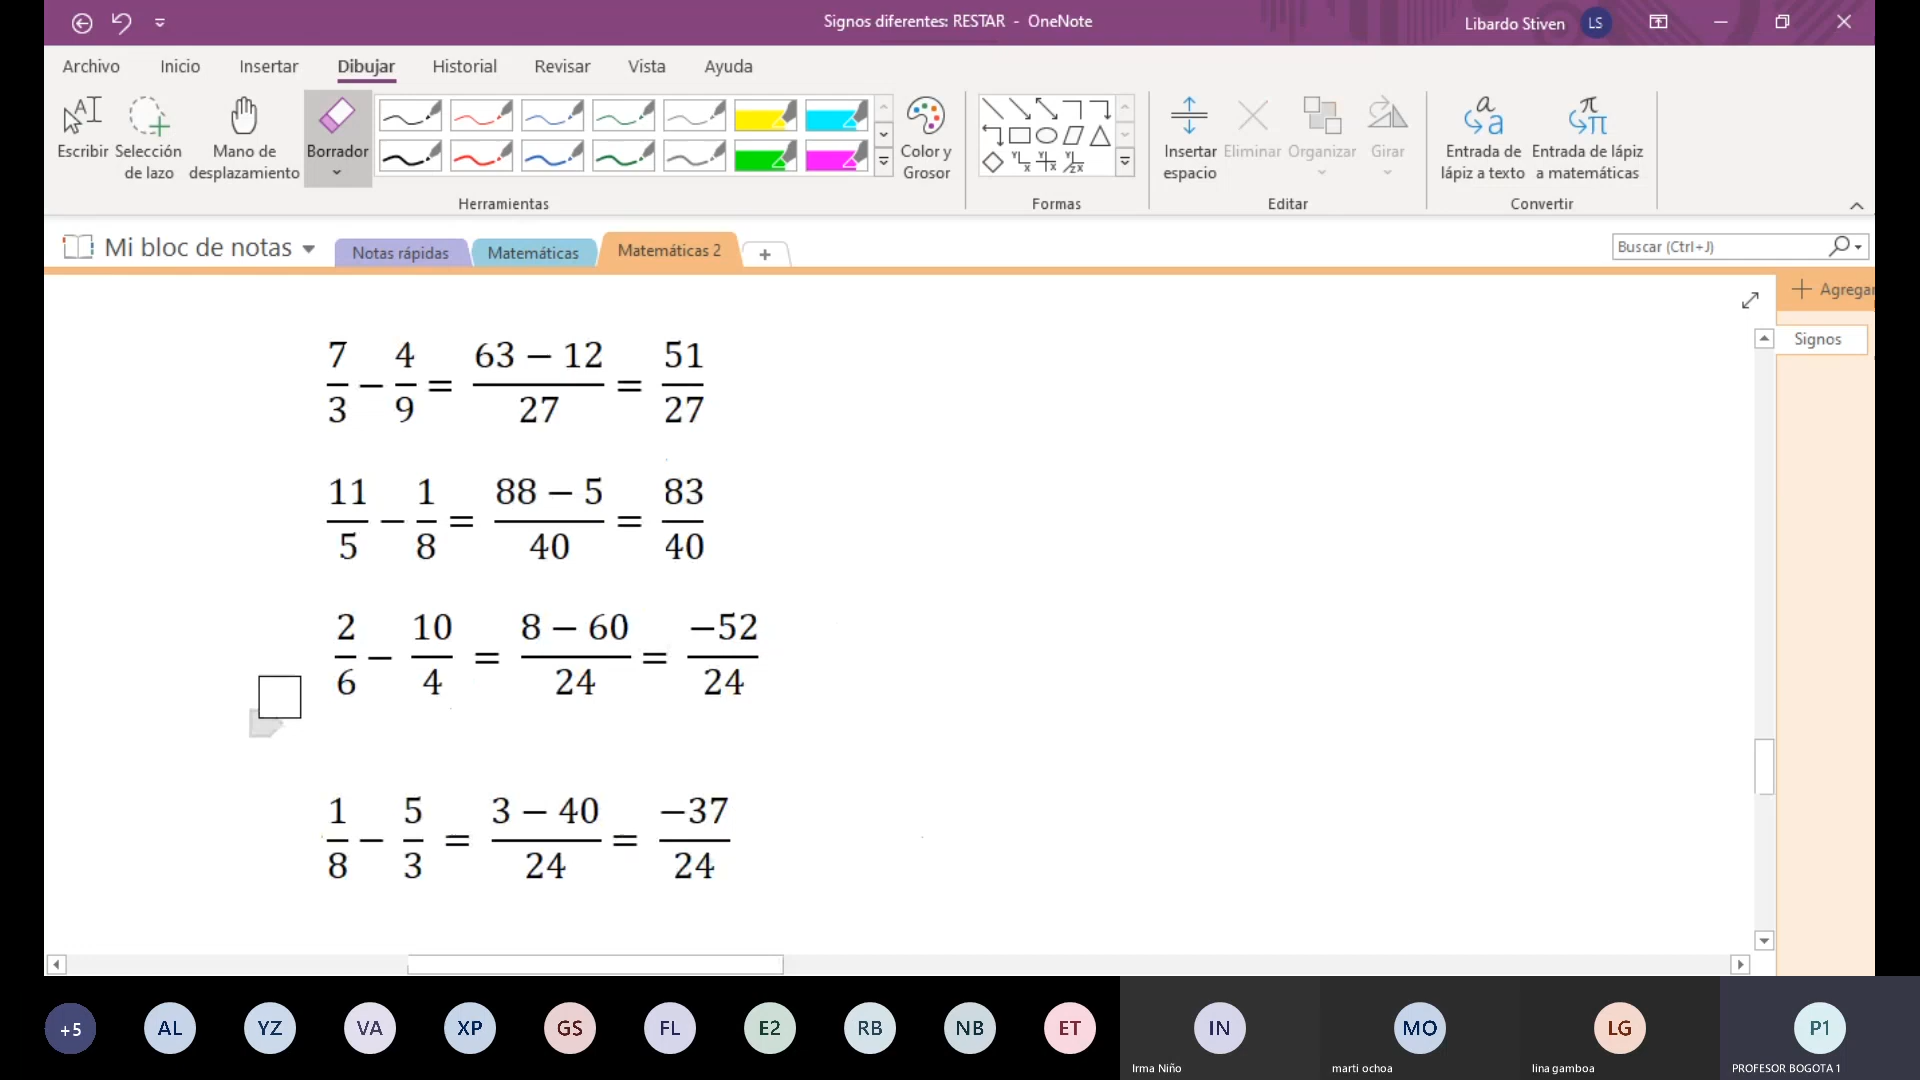 Signos diferentes: RESTAR - OneNote
Libardo Stiven LS
Archivo Inicio Insertar Dibujar Historial Revisar Vista Ayuda
Escribir
Selección de lazo
Mano de desplazamiento
Borrador
Color y Grosor
Insertar espacio
Eliminar
Organizar
Girar
Entrada de lápiz a texto
Entrada de lápiz a matemáticas
Herramientas Formas Editar Convertir
Mi bloc de notas Notas rápidas Matemáticas Matemáticas 2 +
Buscar (Ctrl+J)
Agregar
Signos
7/3 − 4/9 = (63 − 12)/27 = 51/27
11/5 − 1/8 = (88 − 5)/40 = 83/40
2/6 − 10/4 = (8 − 60)/24 = −52/24
1/8 − 5/3 = (3 − 40)/24 = −37/24
+5 AL YZ VA XP GS FL E2 RB NB ET IN MO LG P1
Irma Niño marti ochoa lina gamboa PROFESOR BOGOTA 1